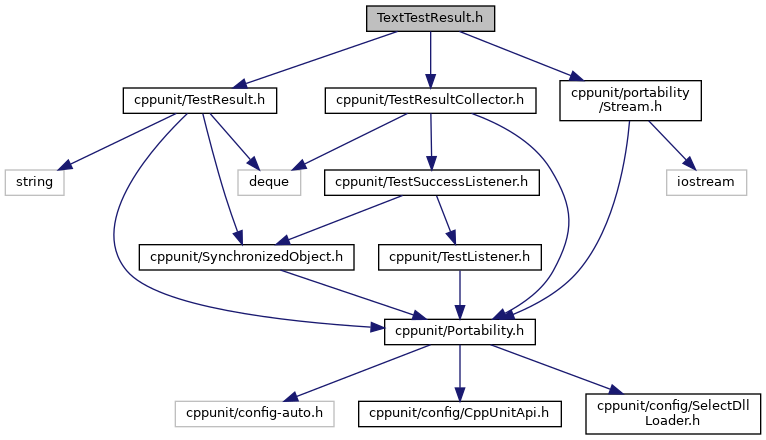 TextTestResult.h
cppunit/TestResult.h
cppunit/TestResultCollector.h
cppunit/portability
/Stream.h
string
deque
cppunit/TestSuccessListener.h
iostream
cppunit/SynchronizedObject.h
cppunit/TestListener.h
cppunit/Portability.h
cppunit/config-auto.h
cppunit/config/CppUnitApi.h
cppunit/config/SelectDll
Loader.h